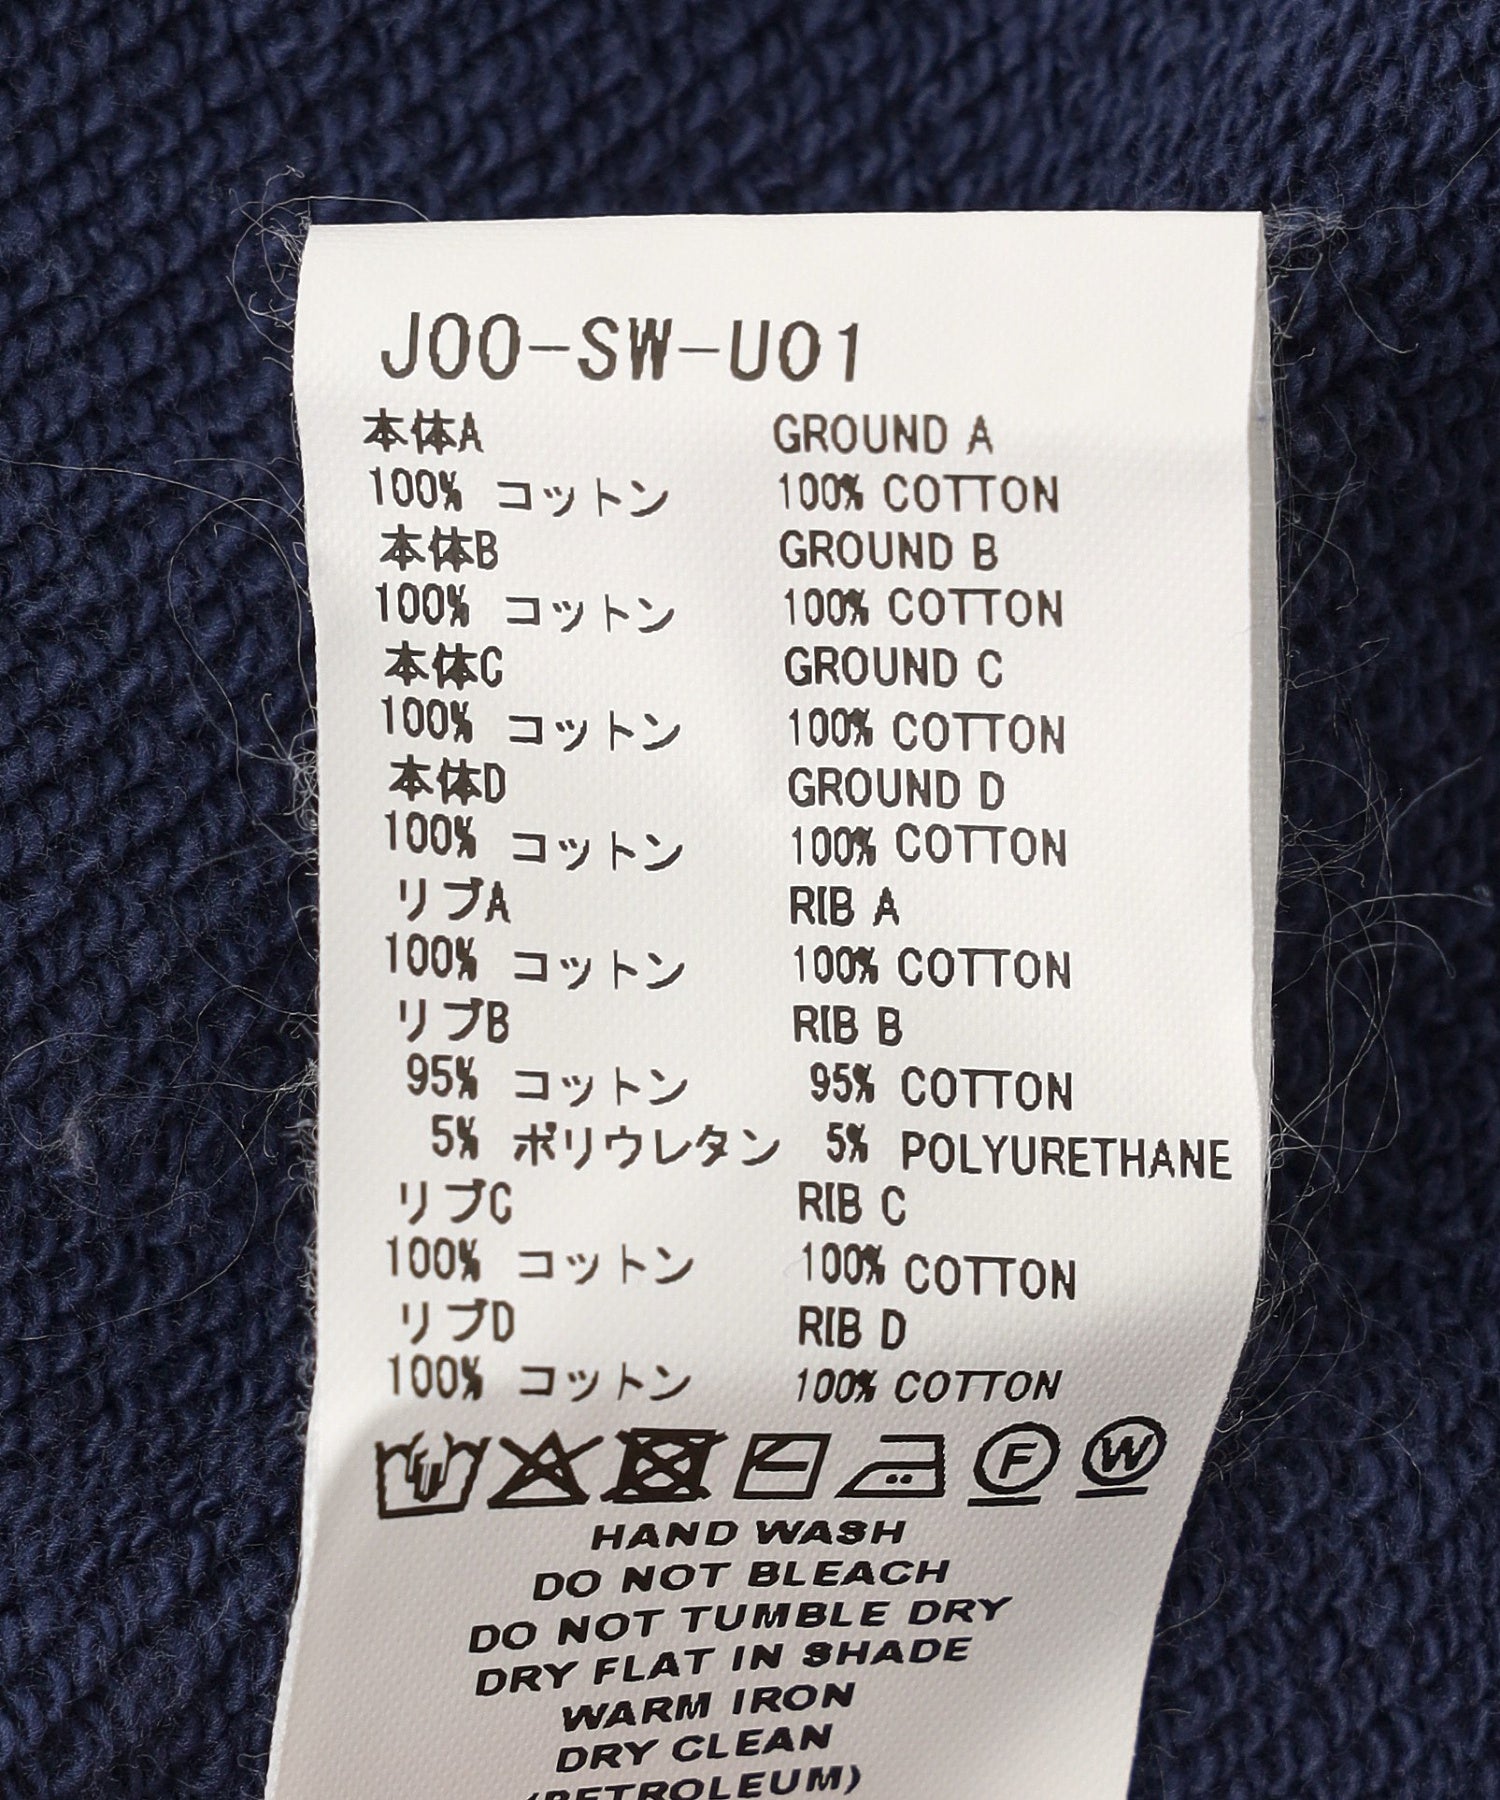 J00-SW-U01
本体A GROUND A
100% コットン 100% COTTON
本体B GROUND B
100% コットン 100% COTTON
本体C GROUND C
100% コットン 100% COTTON
本体D GROUND D
100% コットン 100% COTTON
リブA RIB A
100% コットン 100% COTTON
リブB RIB B
95% コットン 95% COTTON
5% ポリウレタン 5% POLYURETHANE
リブC RIB C
100% コットン 100% COTTON
リブD RIB D
100% コットン 100% COTTON
F W
HAND WASH
DO NOT BLEACH
DO NOT TUMBLE DRY
DRY FLAT IN SHADE
WARM IRON
DRY CLEAN
(PETROLEUM)